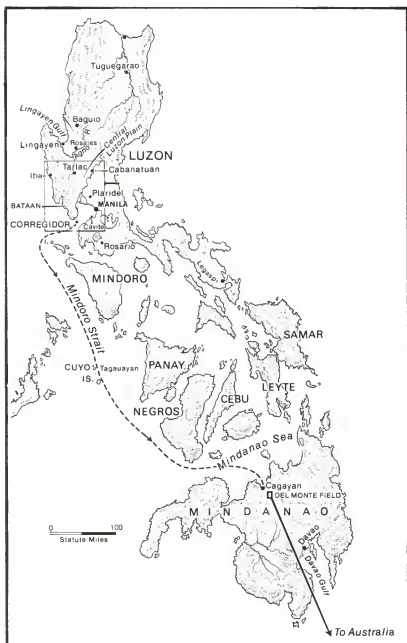 Tuguegarao
Baguio
Lingayen Gulf
Lingayen
Rosales
Agno R.
Central
Luzon Plain
LUZON
Tarlac
Cabanatuan
Iba
Plaridel
BATAAN
MANILA
CORREGIDOR
I.
Cavite
Rosario
Legaspi
MINDORO
Mindoro Strait
SAMAR
PANAY
CUYO
IS.
Tagauayan
LEYTE
CEBU
NEGROS
Mindanao Sea
Cagayan
DEL MONTE FIELD
MINDANAO
0 100
Statute Miles
Davao
Davao Gulf
To Australia